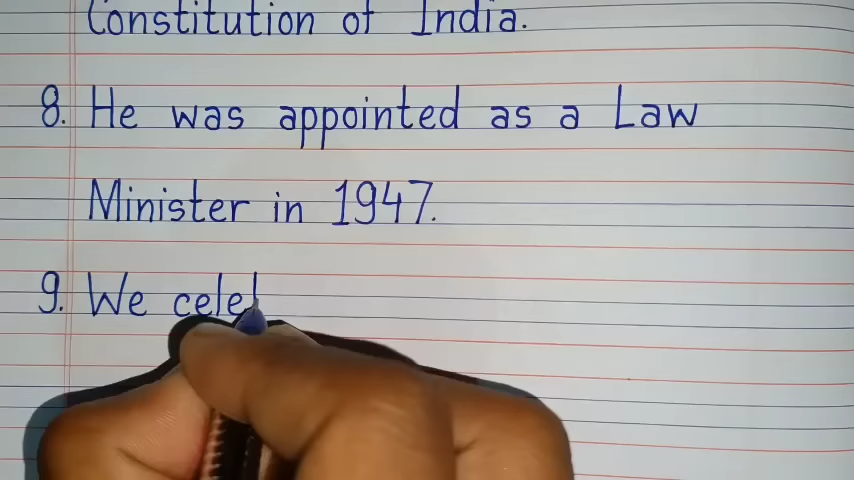 Constitution of India.
8. He was appointed as a Law
Minister in 1947.
9. We cele